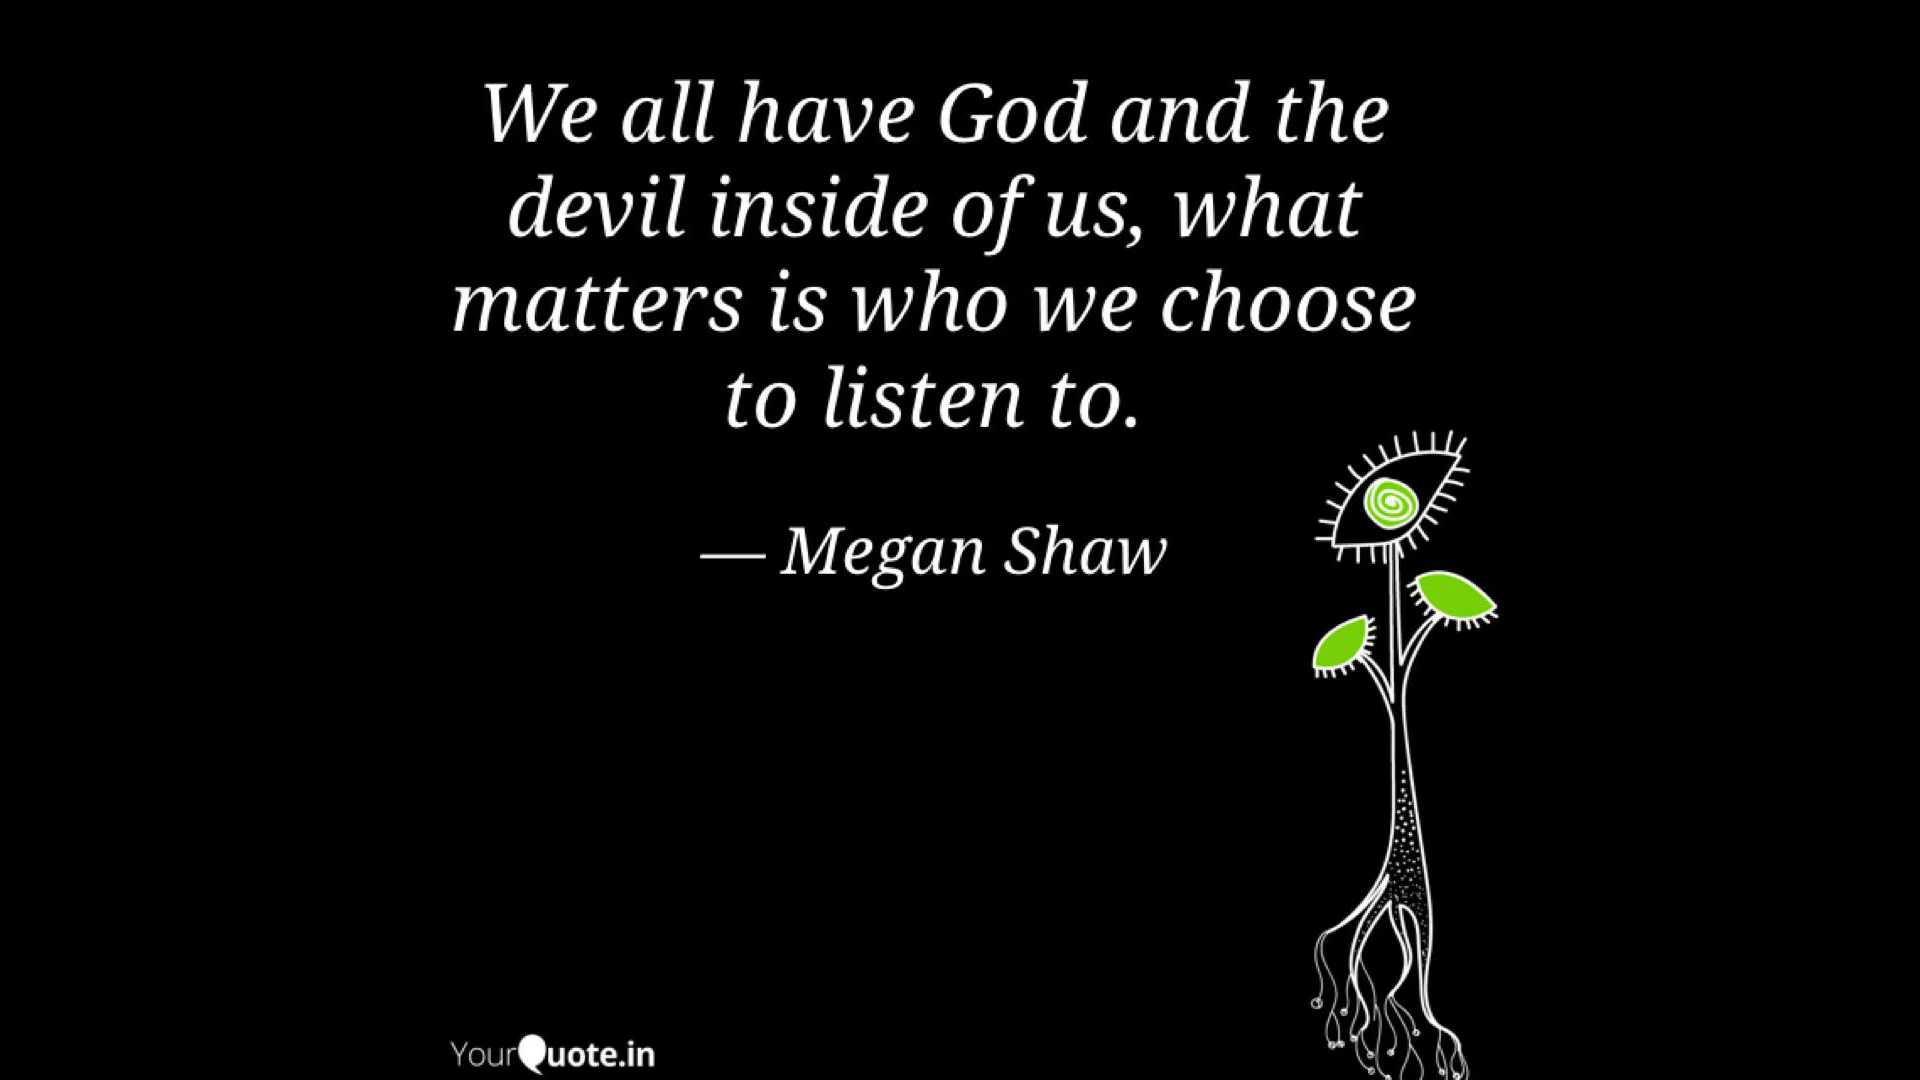 We all have God and the
devil inside of us, what
matters is who we choose
to listen to.
— Megan Shaw
YourQuote.in